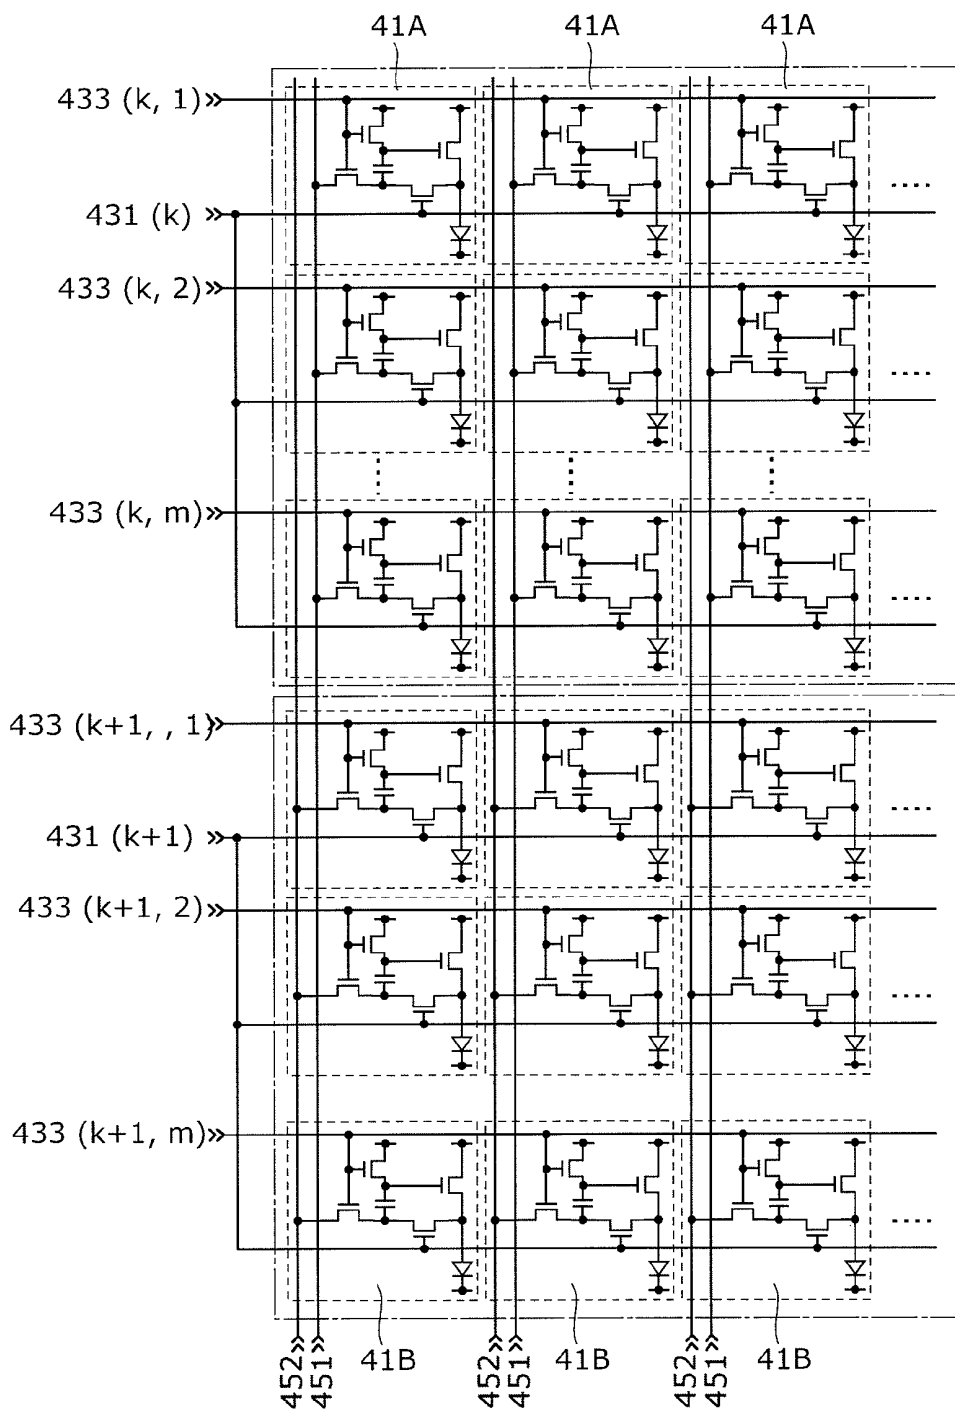 41A 41A 41A
433 (k, 1)
431 (k)
433 (k, 2)
433 (k, m)
433 (k+1, , 1)
431 (k+1)
433 (k+1, 2)
433 (k+1, m)
452 451 41B 452 451 41B 452 451 41B